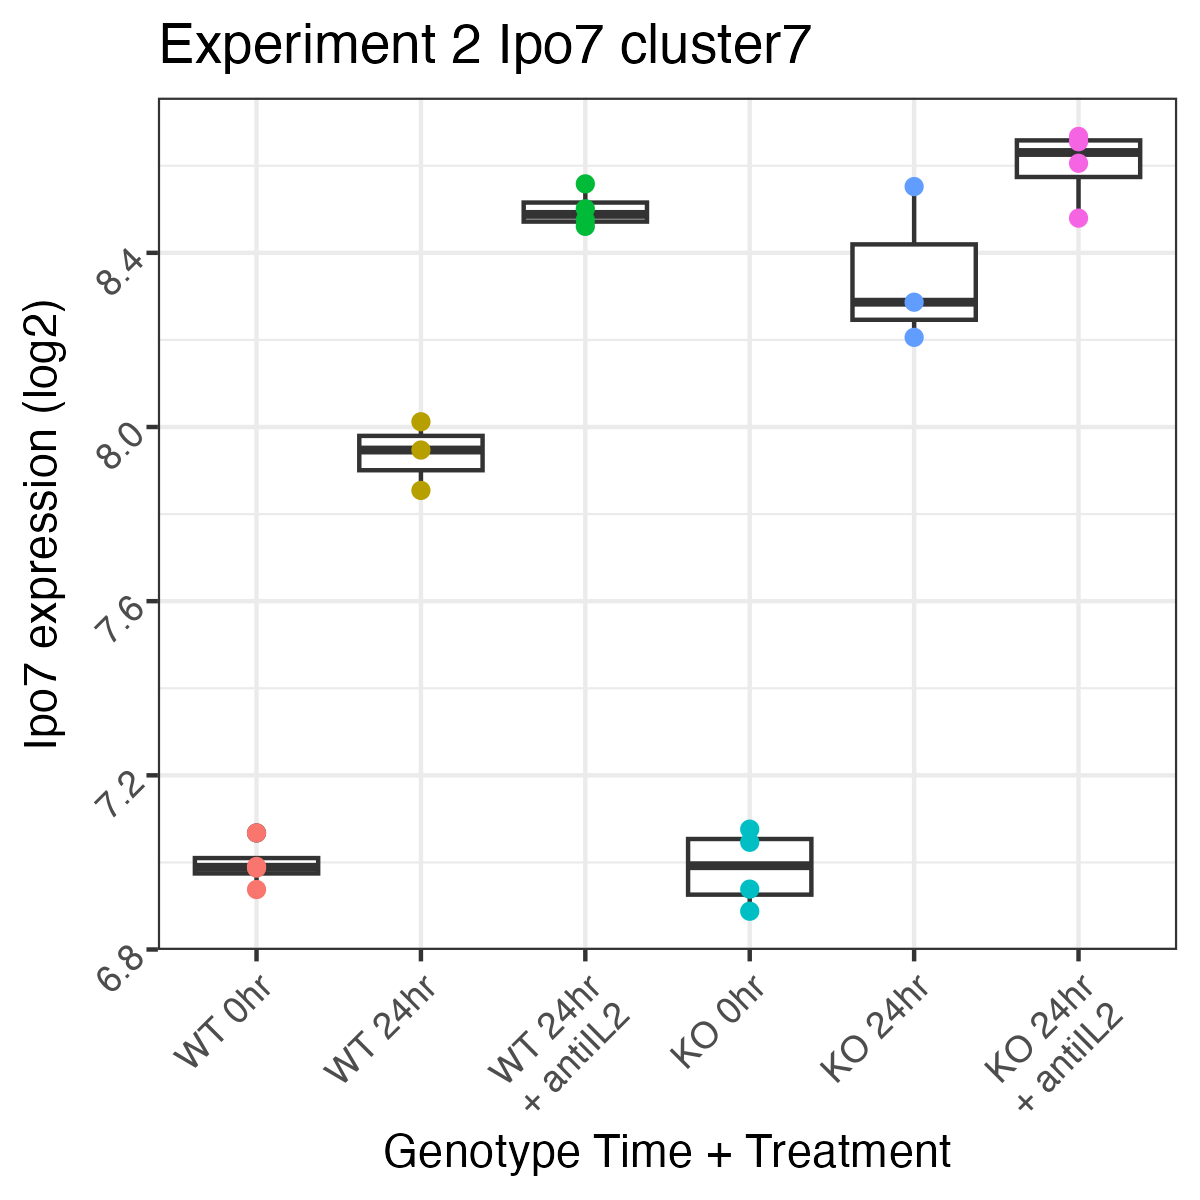 Experiment 2 Ipo7 cluster7
Ipo7 expression (log2)
8.4
8.0
7.6
7.2
6.8
WT 0hr
WT 24hr
WT 24hr
+ antiIL2
KO 0hr
KO 24hr
KO 24hr
+ antiIL2
Genotype Time + Treatment